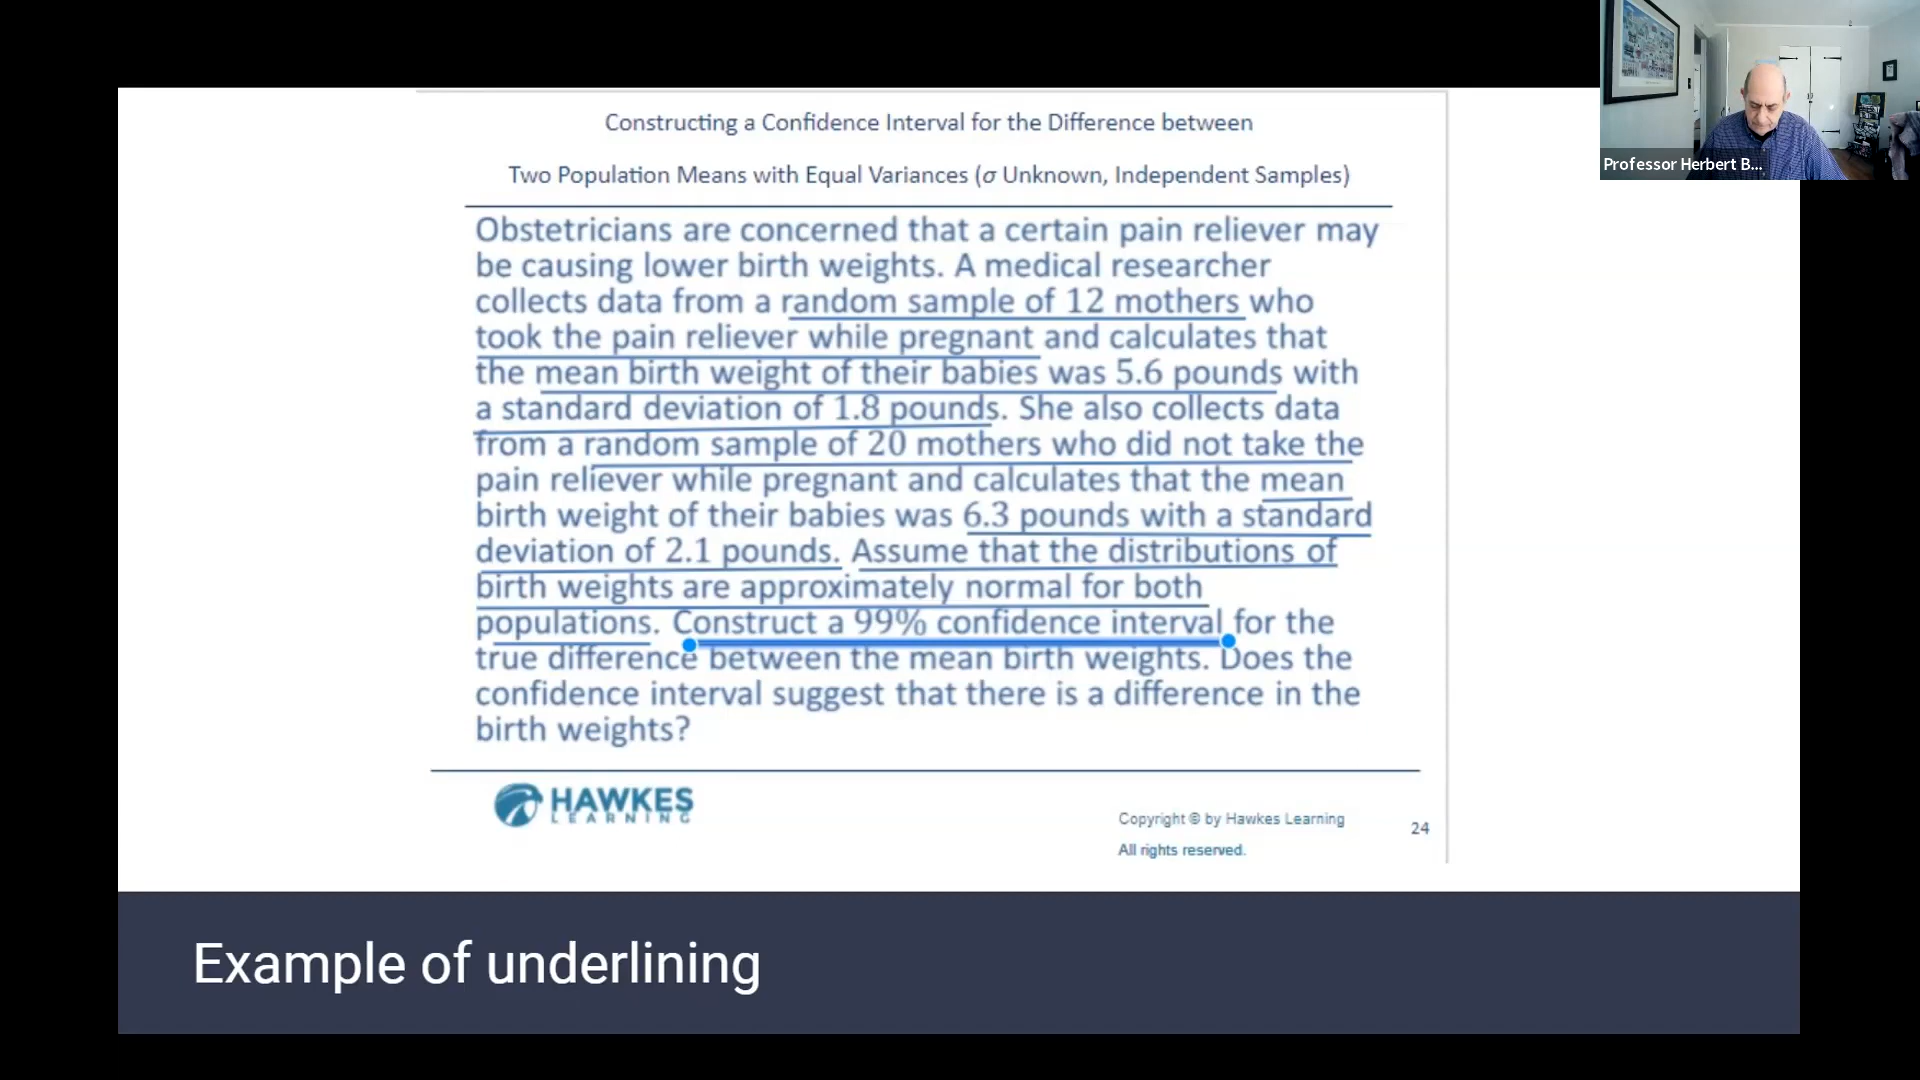 Constructing a Confidence Interval for the Difference between
Two Population Means with Equal Variances (σ Unknown, Independent Samples)
Obstetricians are concerned that a certain pain reliever may
be causing lower birth weights. A medical researcher
collects data from a random sample of 12 mothers who
took the pain reliever while pregnant and calculates that
the mean birth weight of their babies was 5.6 pounds with
a standard deviation of 1.8 pounds. She also collects data
from a random sample of 20 mothers who did not take the
pain reliever while pregnant and calculates that the mean
birth weight of their babies was 6.3 pounds with a standard
deviation of 2.1 pounds. Assume that the distributions of
birth weights are approximately normal for both
populations. Construct a 99% confidence interval for the
true difference between the mean birth weights. Does the
confidence interval suggest that there is a difference in the
birth weights?
HAWKES
LEARNING
Copyright © by Hawkes Learning
All rights reserved.
24
Example of underlining
Professor Herbert B...